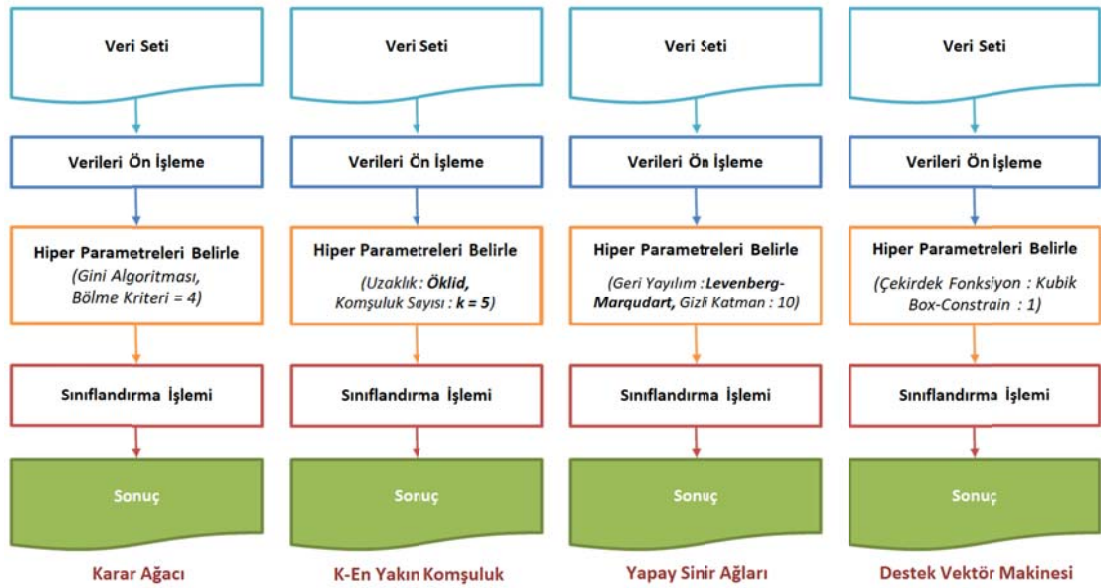 Veri Seti
Verileri Ön İşleme
Hiper Parametreleri Belirle
(Gini Algoritması,
Bölme Kriteri = 4)
Sınıflandırma İşlemi
Sonuç
Karar Ağacı
Veri Seti
Verileri Ön İşleme
Hiper Parametreleri Belirle
(Uzaklık: Öklid,
Komşuluk Sayısı : k = 5)
Sınıflandırma İşlemi
Sonuç
K-En Yakın Komşuluk
Veri Seti
Verileri Ön İşleme
Hiper Parametreleri Belirle
(Geri Yayılım :Levenberg-
Marqudart, Gizli Katman : 10)
Sınıflandırma İşlemi
Sonuç
Yapay Sinir Ağları
Veri Seti
Verileri Ön İşleme
Hiper Parametreleri Belirle
(Çekirdek Fonksiyon : Kubik
Box-Constrain : 1)
Sınıflandırma İşlemi
Sonuç
Destek Vektör Makinesi